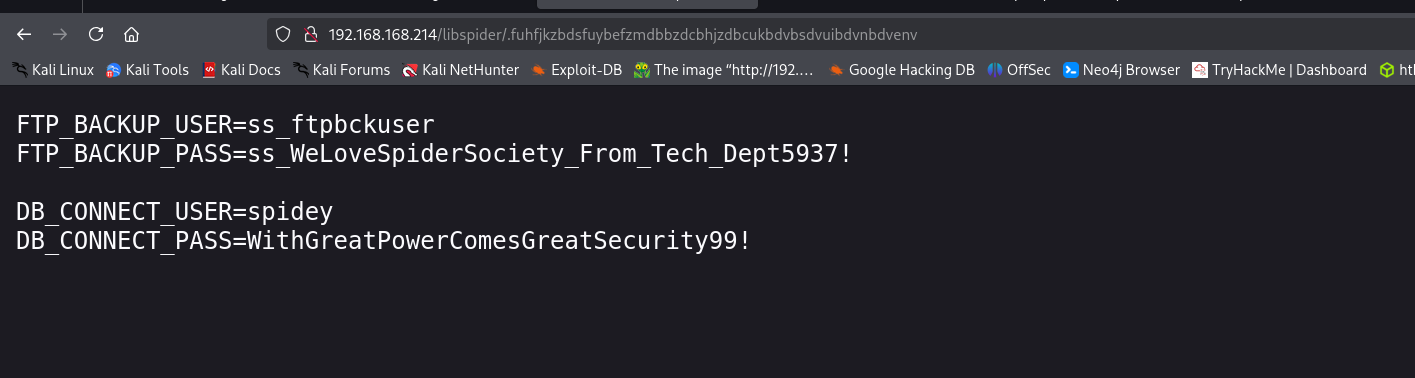 192.168.168.214/libspider/.fuhfjkzbdsfuybefzmdbbzdcbhjzdbcukbdvbsdvuibdvnbdvenv
Kali Linux Kali Tools Kali Docs Kali Forums Kali NetHunter Exploit-DB The image “http://192.… Google Hacking DB OffSec Neo4j Browser TryHackMe | Dashboard
FTP_BACKUP_USER=ss_ftpbckuser
FTP_BACKUP_PASS=ss_WeLoveSpiderSociety_From_Tech_Dept5937!
DB_CONNECT_USER=spidey
DB_CONNECT_PASS=WithGreatPowerComesGreatSecurity99!